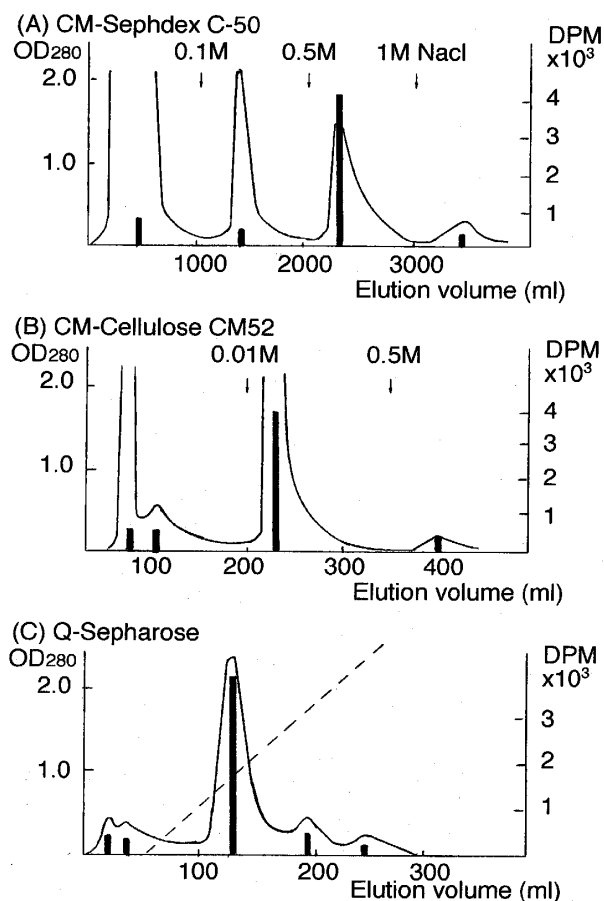 (A) CM-Sephdex C-50
OD280 0.1M 0.5M 1M Nacl DPM
x10³
2.0
4
3
1.0
2
1
1000 2000 3000
Elution volume (ml)
(B) CM-Cellulose CM52
OD280 0.01M 0.5M DPM
x10³
2.0
4
3
1.0
2
1
100 200 300 400
Elution volume (ml)
(C) Q-Sepharose
OD280 DPM
x10³
2.0
3
2
1.0
1
100 200 300
Elution volume (ml)